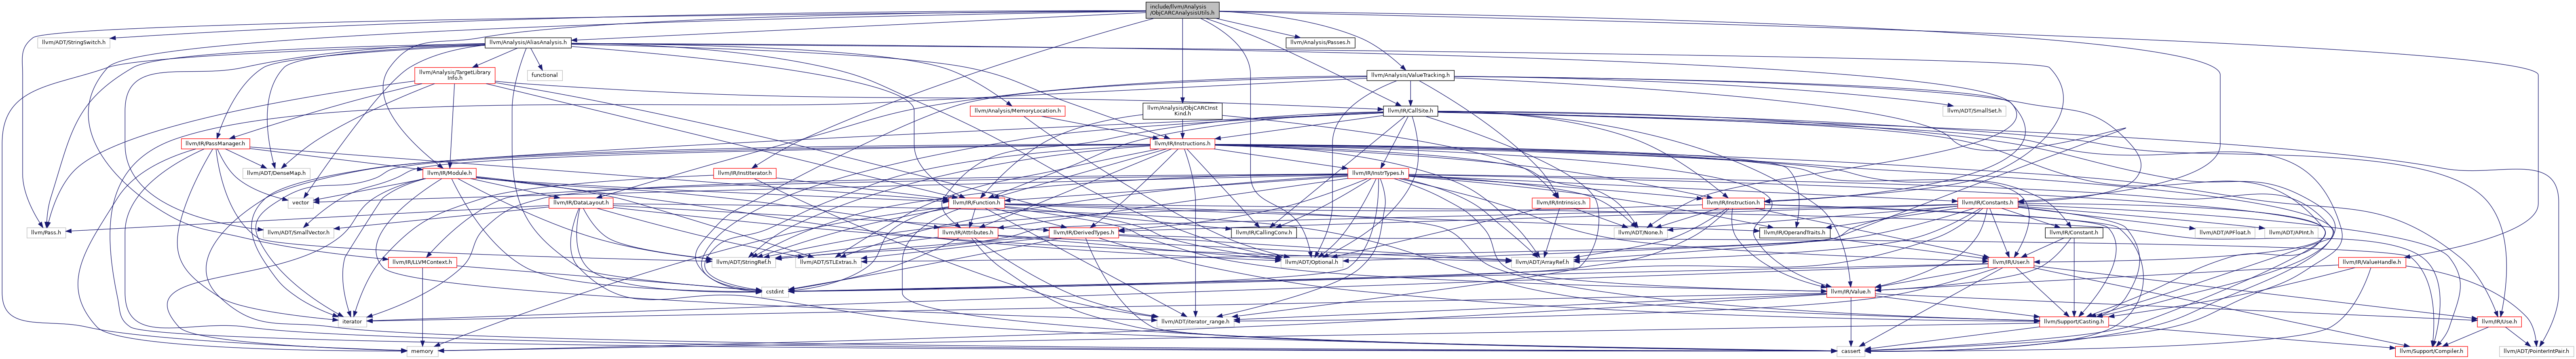 include/llvm/Analysis
/ObjCARCAnalysisUtils.h
llvm/ADT/StringSwitch.h
llvm/Analysis/AliasAnalysis.h
llvm/Analysis/Passes.h
llvm/Analysis/TargetLibrary
Info.h
functional
llvm/Analysis/ValueTracking.h
llvm/Analysis/MemoryLocation.h
llvm/Analysis/ObjCARCInst
Kind.h
llvm/IR/CallSite.h
llvm/ADT/SmallSet.h
llvm/IR/PassManager.h
llvm/IR/Instructions.h
llvm/ADT/DenseMap.h
llvm/IR/Module.h
llvm/IR/InstIterator.h
llvm/IR/InstrTypes.h
vector
llvm/IR/DataLayout.h
llvm/IR/Function.h
llvm/IR/Intrinsics.h
llvm/IR/Instruction.h
llvm/IR/Constants.h
llvm/Pass.h
llvm/ADT/SmallVector.h
llvm/IR/Attributes.h
llvm/IR/DerivedTypes.h
llvm/IR/CallingConv.h
llvm/ADT/None.h
llvm/IR/OperandTraits.h
llvm/IR/Constant.h
llvm/ADT/APFloat.h
llvm/ADT/APInt.h
llvm/IR/LLVMContext.h
llvm/ADT/StringRef.h
llvm/ADT/STLExtras.h
llvm/ADT/Optional.h
llvm/ADT/ArrayRef.h
llvm/IR/User.h
llvm/IR/ValueHandle.h
cstdint
llvm/IR/Value.h
iterator
llvm/ADT/iterator_range.h
llvm/Support/Casting.h
llvm/IR/Use.h
memory
cassert
llvm/Support/Compiler.h
llvm/ADT/PointerIntPair.h